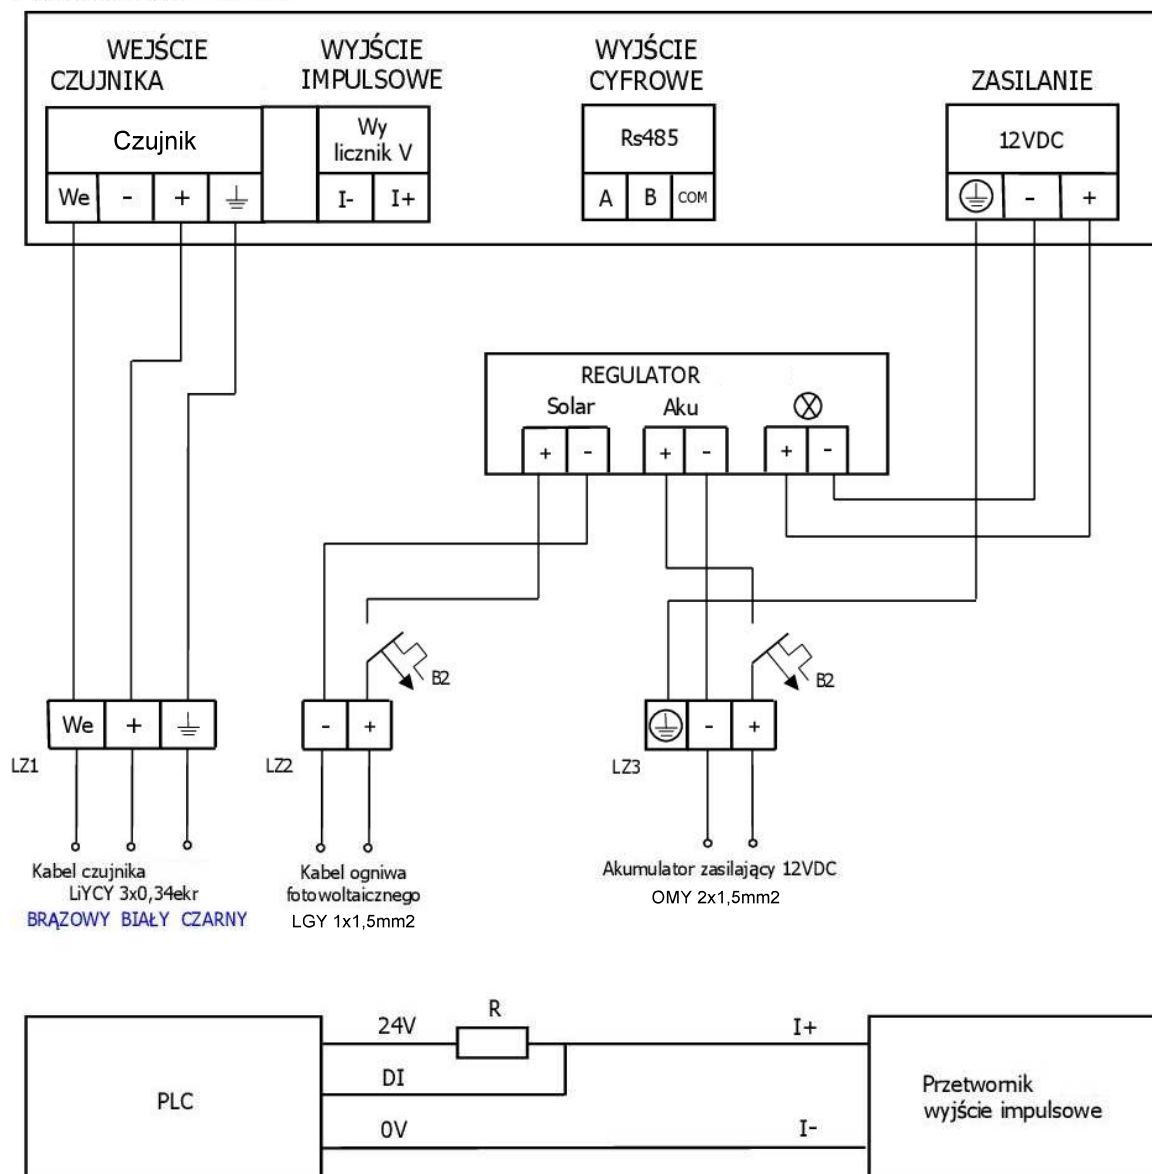 WEJŚCIE
CZUJNIKA
WYJŚCIE
IMPULSOWE
WYJŚCIE
CYFROWE
ZASILANIE
Czujnik
We - +
Wy
licznik V
I- I+
Rs485
A B COM
12VDC
- +
REGULATOR
Solar Aku
+ - + - + -
B2
B2
We +
- +
- +
LZ1
LZ2
LZ3
Kabel czujnika
LiYCY 3x0,34ekr
BRĄZOWY BIAŁY CZARNY
Kabel ogniwa
fotowoltaicznego
LGY 1x1,5mm2
Akumulator zasilający 12VDC
OMY 2x1,5mm2
PLC
24V
R
I+
DI
0V
I-
Przetwornik
wyjście impulsowe